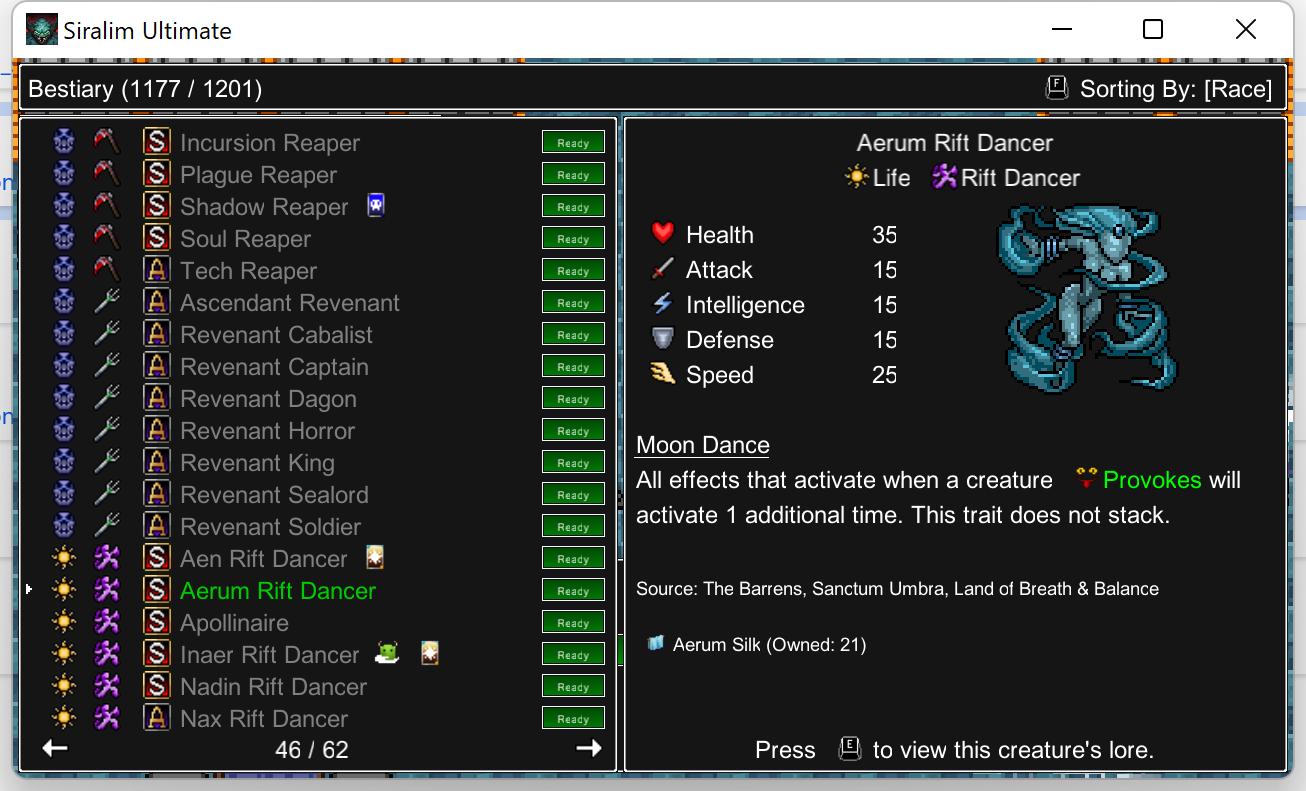 Siralim Ultimate
Bestiary (1177 / 1201)
F Sorting By: [Race]
S Incursion Reaper Ready
S Plague Reaper Ready
S Shadow Reaper Ready
S Soul Reaper Ready
A Tech Reaper Ready
A Ascendant Revenant Ready
A Revenant Cabalist Ready
A Revenant Captain Ready
A Revenant Dagon Ready
A Revenant Horror Ready
A Revenant King Ready
A Revenant Sealord Ready
A Revenant Soldier Ready
S Aen Rift Dancer Ready
S Aerum Rift Dancer Ready
S Apollinaire Ready
S Inaer Rift Dancer Ready
S Nadin Rift Dancer Ready
A Nax Rift Dancer Ready
46 / 62
Aerum Rift Dancer
Life Rift Dancer
Health 35
Attack 15
Intelligence 15
Defense 15
Speed 25
Moon Dance
All effects that activate when a creature Provokes will
activate 1 additional time. This trait does not stack.
Source: The Barrens, Sanctum Umbra, Land of Breath & Balance
Aerum Silk (Owned: 21)
Press E to view this creature's lore.